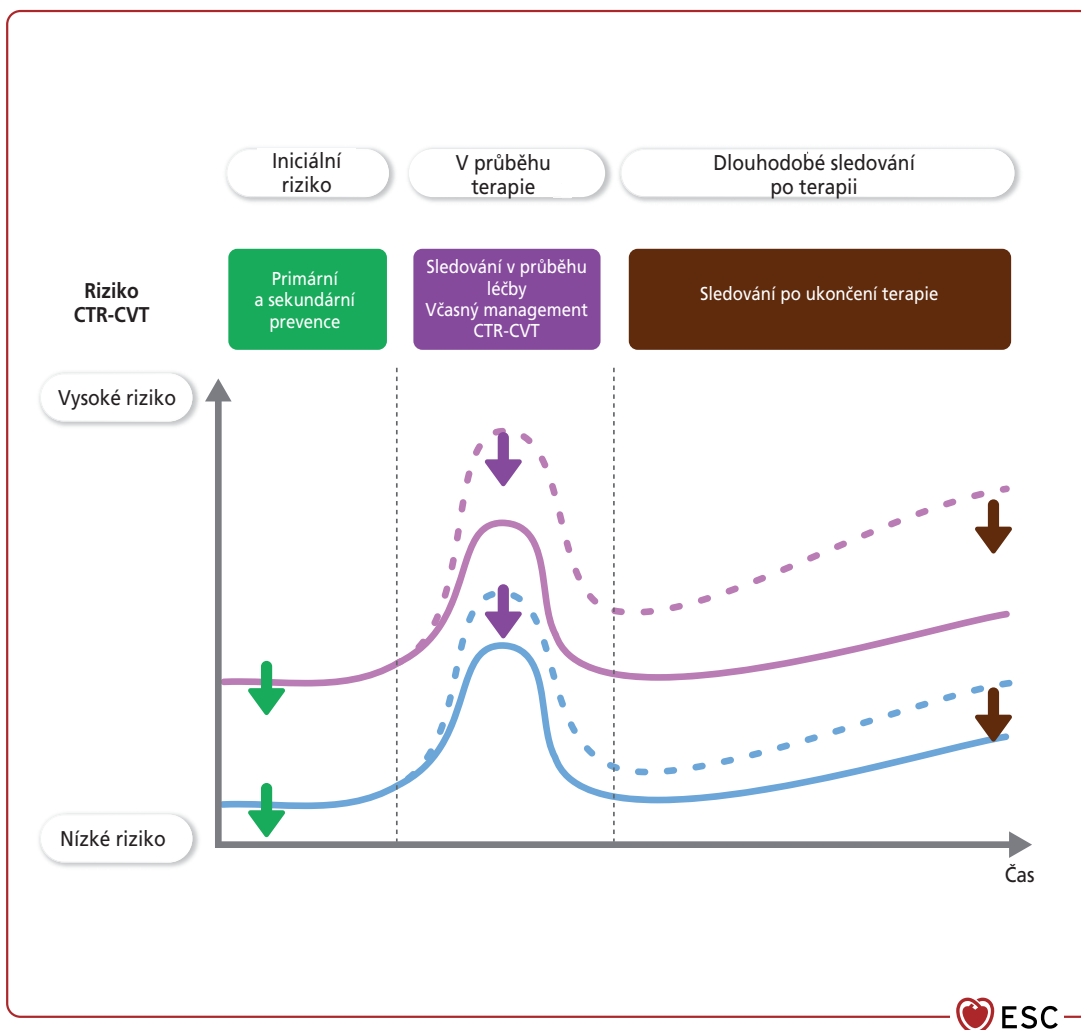 Iniciální
riziko
V průběhu
terapie
Dlouhodobé sledování
po terapii
Riziko
CTR-CVT
Primární
a sekundární
prevence
Sledování v průběhu
léčby
Včasný management
CTR-CVT
Sledování po ukončení terapie
Vysoké riziko
Nízké riziko
Čas
ESC